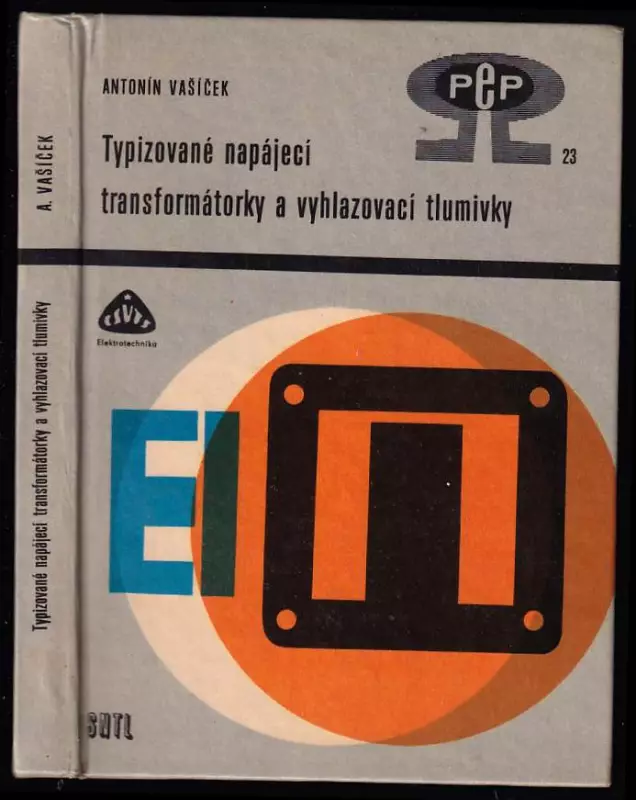 A. VAŠÍČEK
Typizované napájecí transformátorky a vyhlazovací tlumivky
ANTONÍN VAŠÍČEK
PeP
23
Typizované napájecí
transformátorky a vyhlazovací tlumivky
ČSVTS
Elektrotechnika
EI
SNTL